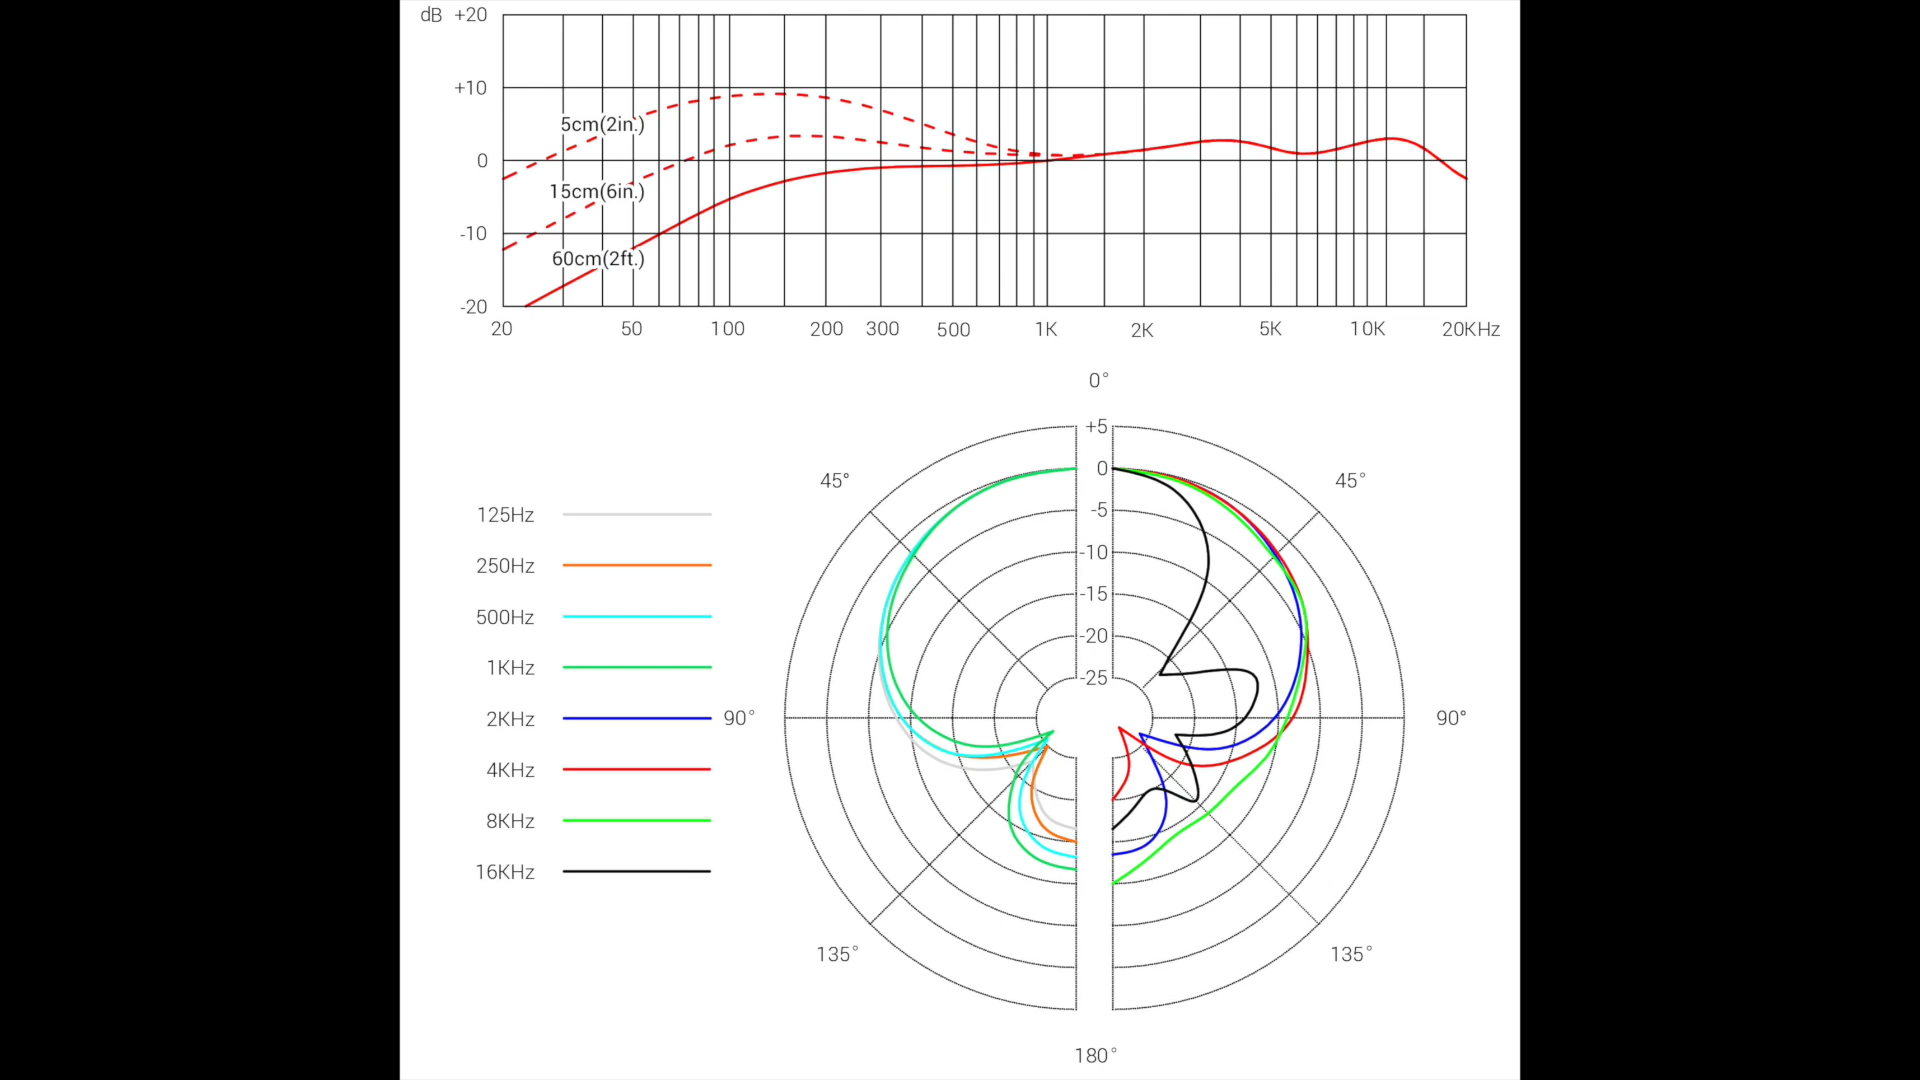 dB +20
+10
5cm(2in.)
0
15cm(6in.)
-10
60cm(2ft.)
-20
20 50 100 200 300 500 1K 2K 5K 10K 20KHz
0°
+5
0
45° 45°
-5
125Hz
-10
250Hz
-15
500Hz
-20
1KHz
-25
2KHz 90° 90°
4KHz
8KHz
16KHz
135° 135°
180°